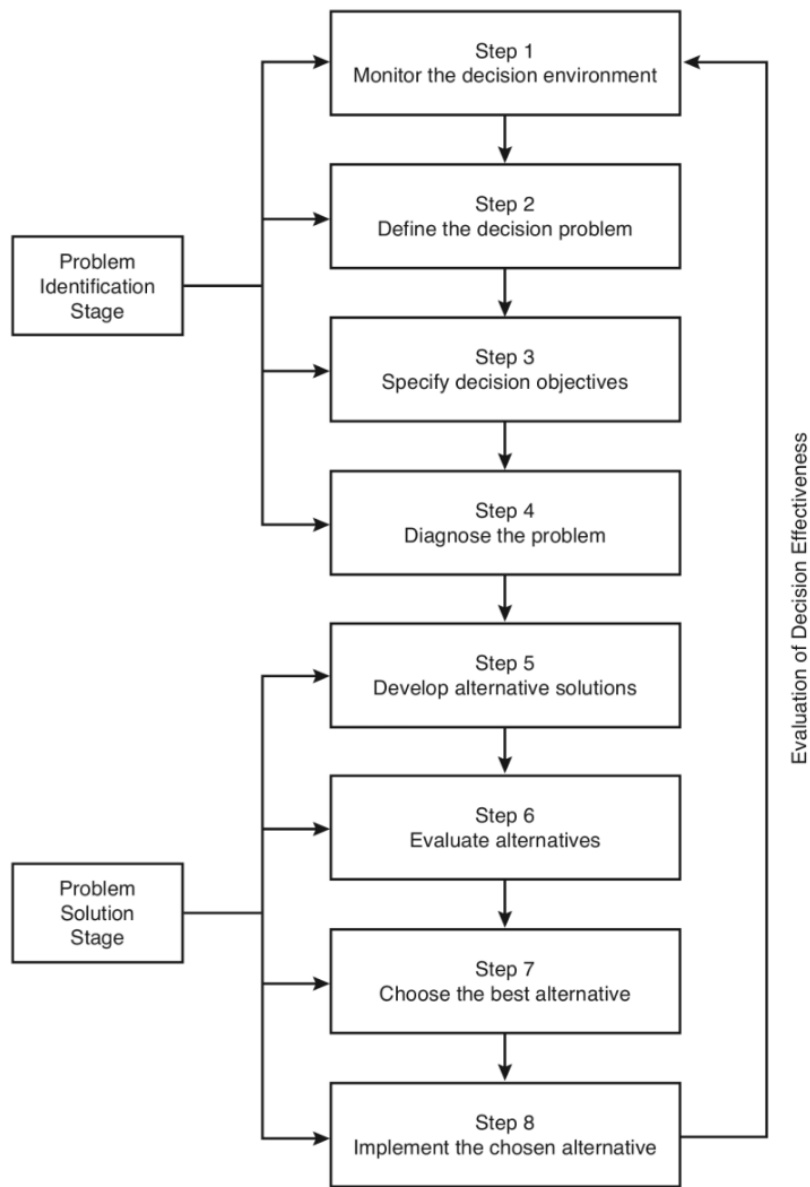 Step 1
Monitor the decision environment
Step 2
Define the decision problem
Problem
Identification
Stage
Step 3
Specify decision objectives
Step 4
Diagnose the problem
Evaluation of Decision Effectiveness
Step 5
Develop alternative solutions
Step 6
Evaluate alternatives
Problem
Solution
Stage
Step 7
Choose the best alternative
Step 8
Implement the chosen alternative